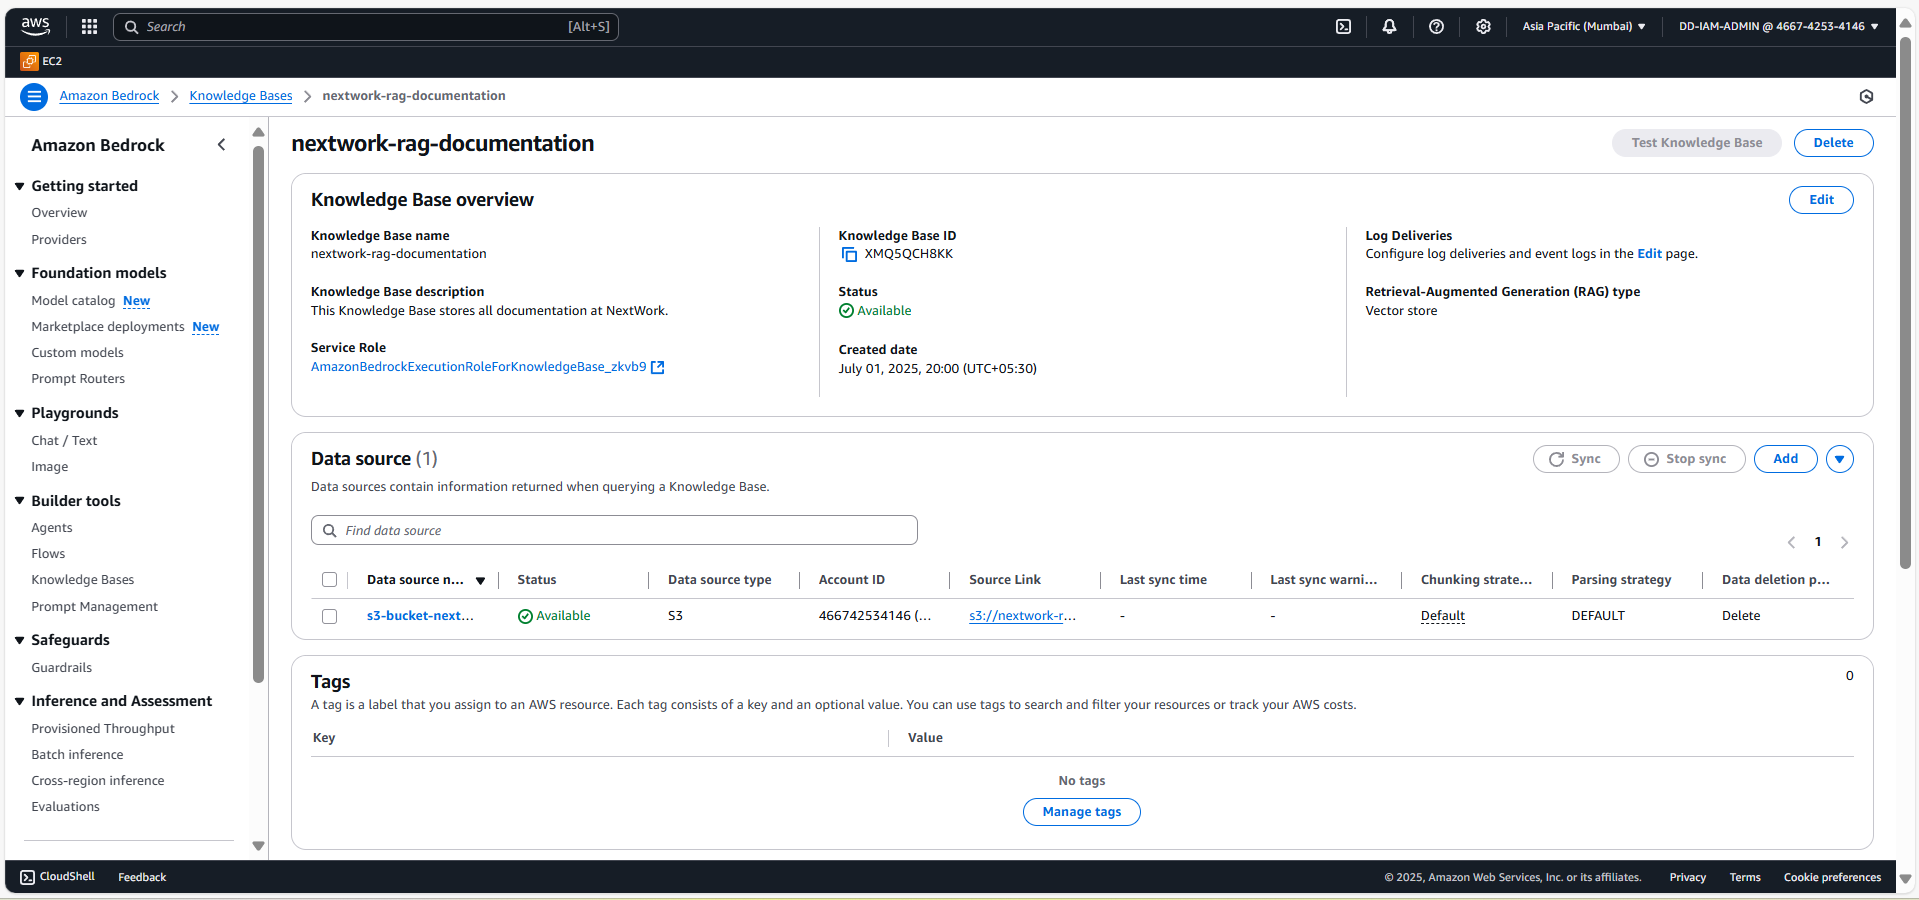 aws
Search [Alt+S]
Asia Pacific (Mumbai) ▼ DD-IAM-ADMIN @ 4667-4253-4146 ▼
EC2
Amazon Bedrock > Knowledge Bases > nextwork-rag-documentation
Amazon Bedrock
Getting started
Overview
Providers
Foundation models
Model catalog New
Marketplace deployments New
Custom models
Prompt Routers
Playgrounds
Chat / Text
Image
Builder tools
Agents
Flows
Knowledge Bases
Prompt Management
Safeguards
Guardrails
Inference and Assessment
Provisioned Throughput
Batch inference
Cross-region inference
Evaluations
nextwork-rag-documentation
Test Knowledge Base Delete
Knowledge Base overview
Edit
Knowledge Base name
nextwork-rag-documentation
Knowledge Base description
This Knowledge Base stores all documentation at NextWork.
Service Role
AmazonBedrockExecutionRoleForKnowledgeBase_zkvb9
Knowledge Base ID
XMQ5QCH8KK
Status
Available
Created date
July 01, 2025, 20:00 (UTC+05:30)
Log Deliveries
Configure log deliveries and event logs in the Edit page.
Retrieval-Augmented Generation (RAG) type
Vector store
Data source (1)
Sync Stop sync Add
Data sources contain information returned when querying a Knowledge Base.
Find data source
1
Data source n... Status Data source type Account ID Source Link Last sync time Last sync warni... Chunking strate... Parsing strategy Data deletion p...
s3-bucket-next... Available S3 466742534146 (... s3://nextwork-r... - - Default DEFAULT Delete
Tags
0
A tag is a label that you assign to an AWS resource. Each tag consists of a key and an optional value. You can use tags to search and filter your resources or track your AWS costs.
Key Value
No tags
Manage tags
CloudShell Feedback
© 2025, Amazon Web Services, Inc. or its affiliates. Privacy Terms Cookie preferences